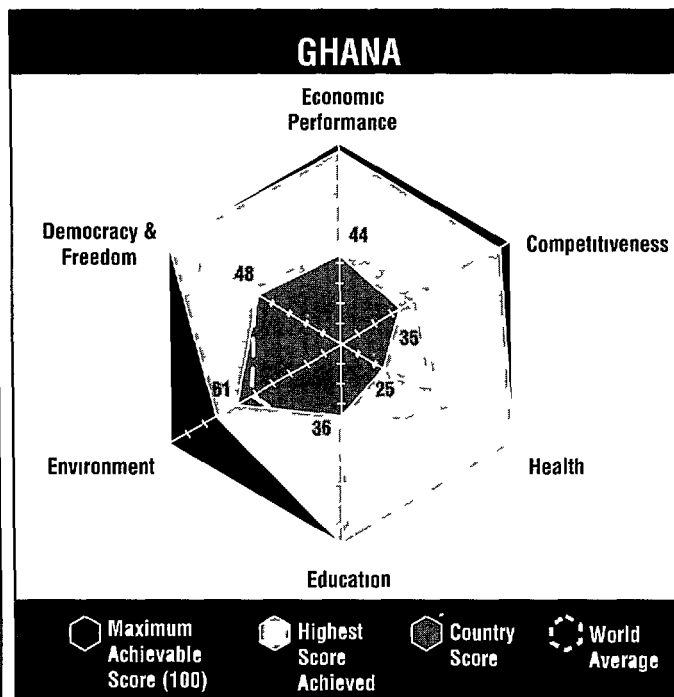 GHANA
Economic
Performance
44
Democracy &
Freedom
48
Competitiveness
35
25
61
36
Environment
Health
Education
Maximum
Achievable
Score (100)
Highest
Score
Achieved
Country
Score
World
Average